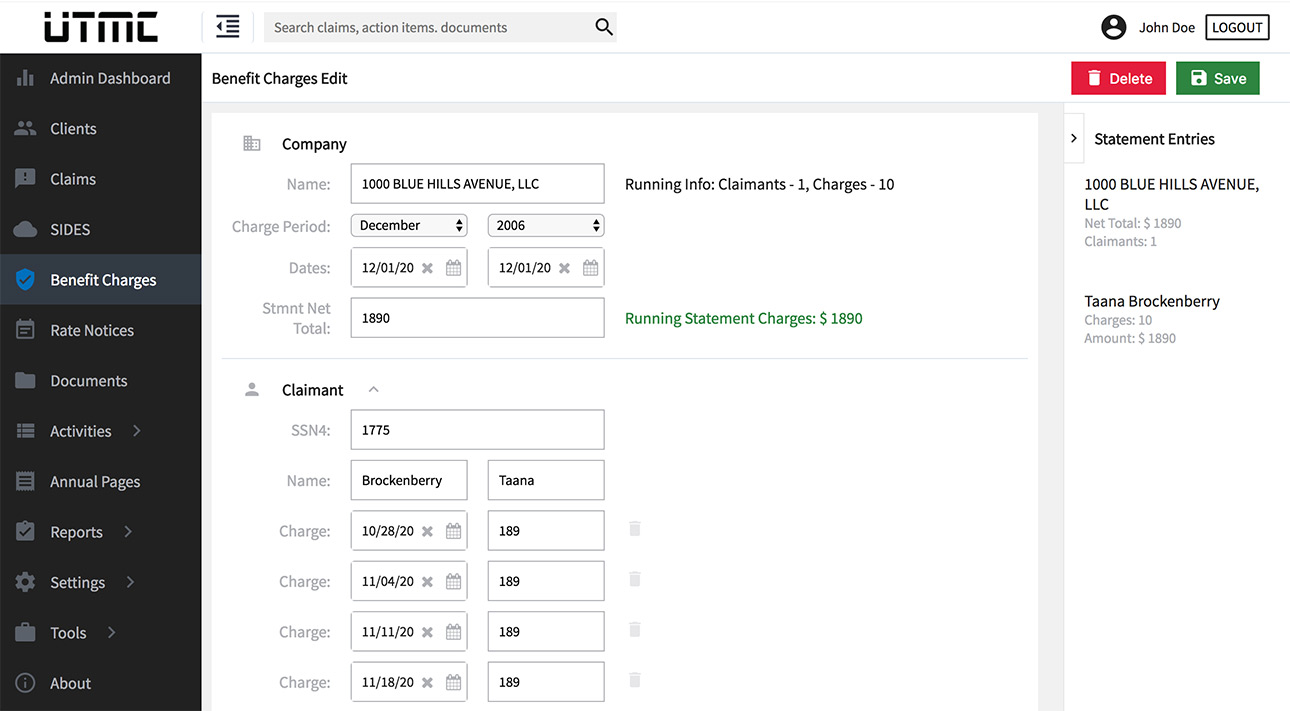 UTMC
Search claims, action items. documents
John Doe
LOGOUT
Admin Dashboard
Clients
Claims
SIDES
Benefit Charges
Rate Notices
Documents
Activities
Annual Pages
Reports
Settings
Tools
About
Benefit Charges Edit
Delete
Save
Company
Name: 1000 BLUE HILLS AVENUE, LLC Running Info: Claimants - 1, Charges - 10
Charge Period: December 2006
Dates: 12/01/20 12/01/20
Stmnt Net
Total: 1890 Running Statement Charges: $ 1890
Claimant
SSN4: 1775
Name: Brockenberry Taana
Charge: 10/28/20 189
Charge: 11/04/20 189
Charge: 11/11/20 189
Charge: 11/18/20 189
Statement Entries
1000 BLUE HILLS AVENUE,
LLC
Net Total: $ 1890
Claimants: 1
Taana Brockenberry
Charges: 10
Amount: $ 1890